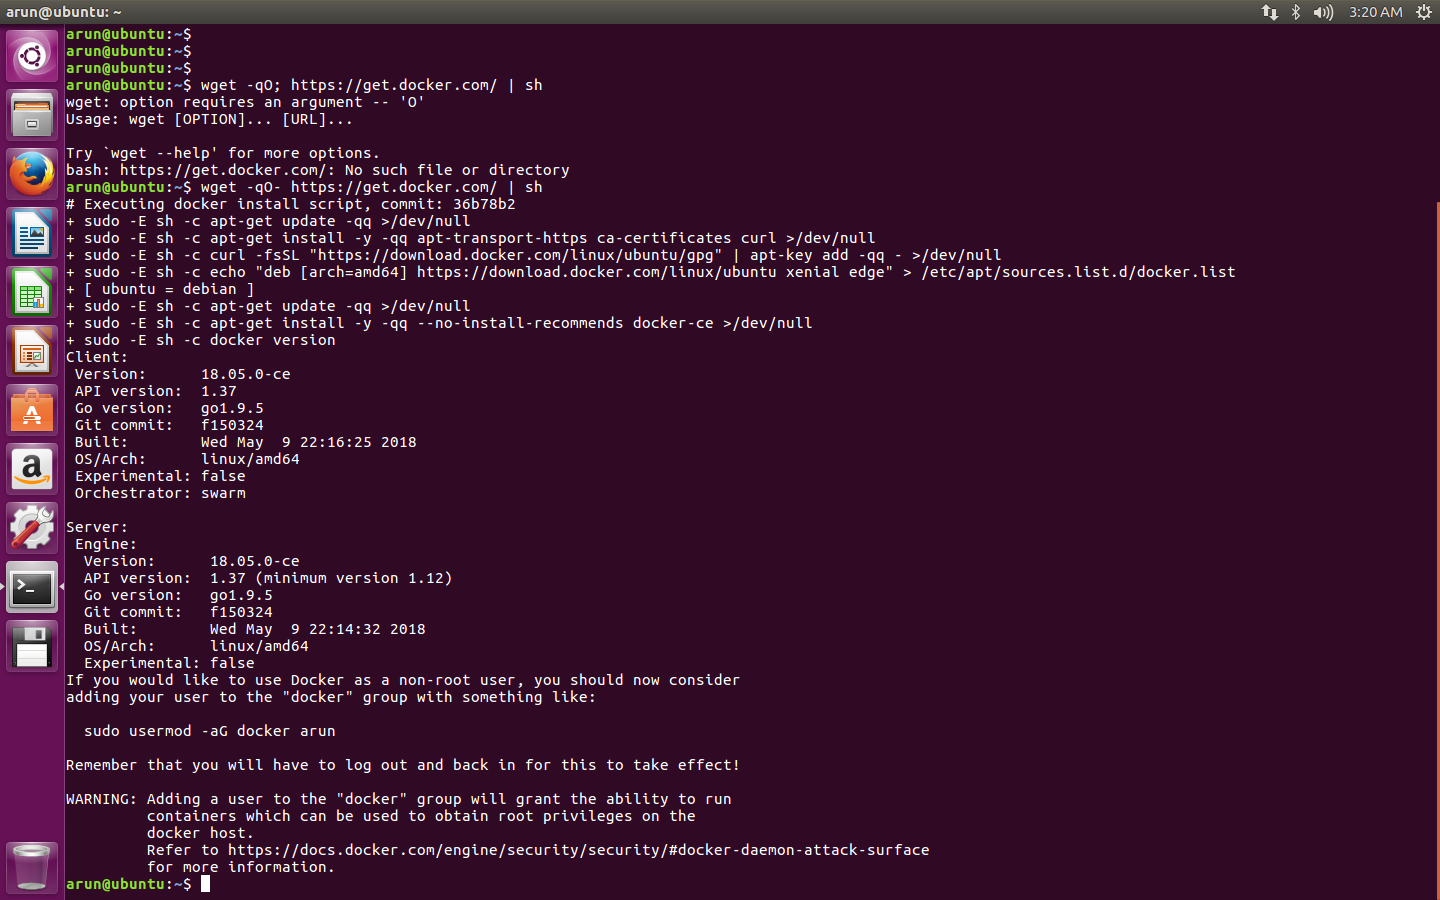 arun@ubuntu: ~
3:20 AM
arun@ubuntu:~$
arun@ubuntu:~$
arun@ubuntu:~$
arun@ubuntu:~$ wget -qO; https://get.docker.com/ | sh
wget: option requires an argument -- 'O'
Usage: wget [OPTION]... [URL]...
Try `wget --help' for more options.
bash: https://get.docker.com/: No such file or directory
arun@ubuntu:~$ wget -qO- https://get.docker.com/ | sh
# Executing docker install script, commit: 36b78b2
+ sudo -E sh -c apt-get update -qq >/dev/null
+ sudo -E sh -c apt-get install -y -qq apt-transport-https ca-certificates curl >/dev/null
+ sudo -E sh -c curl -fsSL "https://download.docker.com/linux/ubuntu/gpg" | apt-key add -qq - >/dev/null
+ sudo -E sh -c echo "deb [arch=amd64] https://download.docker.com/linux/ubuntu xenial edge" > /etc/apt/sources.list.d/docker.list
+ [ ubuntu = debian ]
+ sudo -E sh -c apt-get update -qq >/dev/null
+ sudo -E sh -c apt-get install -y -qq --no-install-recommends docker-ce >/dev/null
+ sudo -E sh -c docker version
Client:
 Version:      18.05.0-ce
 API version:  1.37
 Go version:   go1.9.5
 Git commit:   f150324
 Built:        Wed May  9 22:16:25 2018
 OS/Arch:      linux/amd64
 Experimental: false
 Orchestrator: swarm
Server:
 Engine:
  Version:      18.05.0-ce
  API version:  1.37 (minimum version 1.12)
  Go version:   go1.9.5
  Git commit:   f150324
  Built:        Wed May  9 22:14:32 2018
  OS/Arch:      linux/amd64
  Experimental: false
If you would like to use Docker as a non-root user, you should now consider
adding your user to the "docker" group with something like:
  sudo usermod -aG docker arun
Remember that you will have to log out and back in for this to take effect!
WARNING: Adding a user to the "docker" group will grant the ability to run
         containers which can be used to obtain root privileges on the
         docker host.
         Refer to https://docs.docker.com/engine/security/security/#docker-daemon-attack-surface
         for more information.
arun@ubuntu:~$